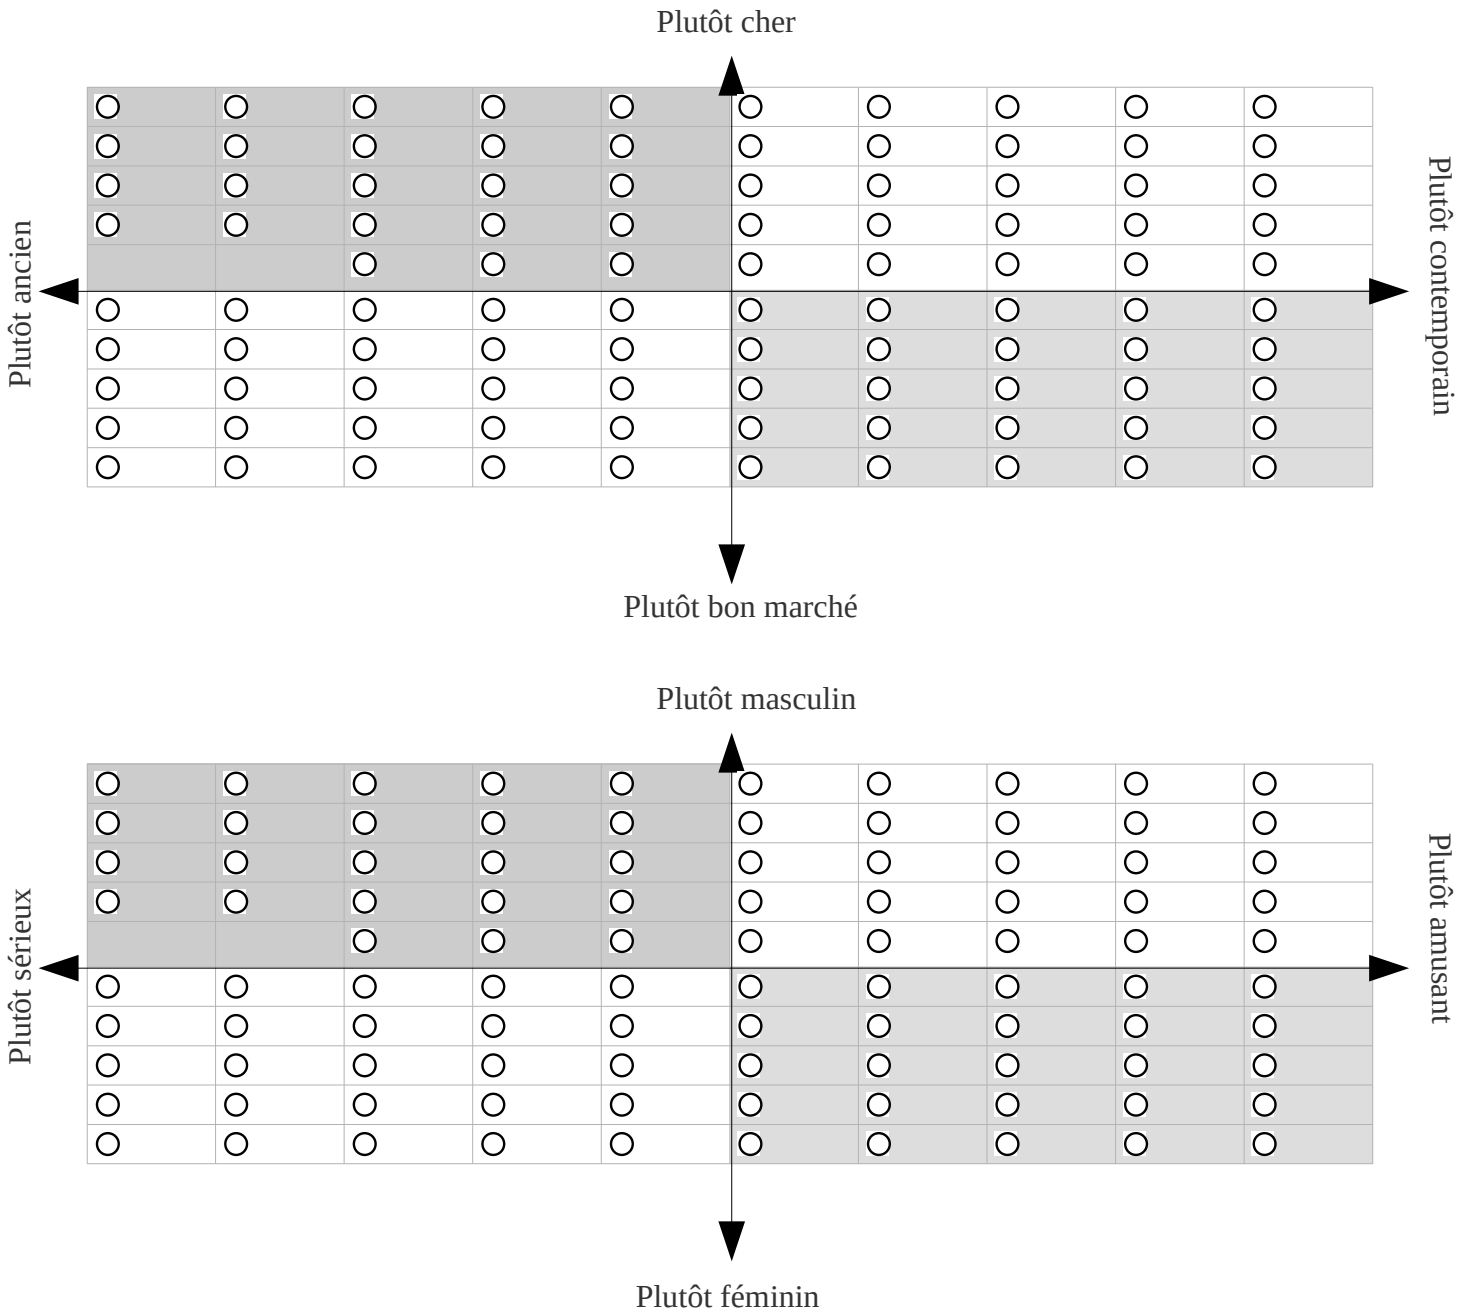 Plutôt cher
Plutôt ancien
Plutôt contemporain
Plutôt bon marché
Plutôt masculin
Plutôt sérieux
Plutôt amusant
Plutôt féminin